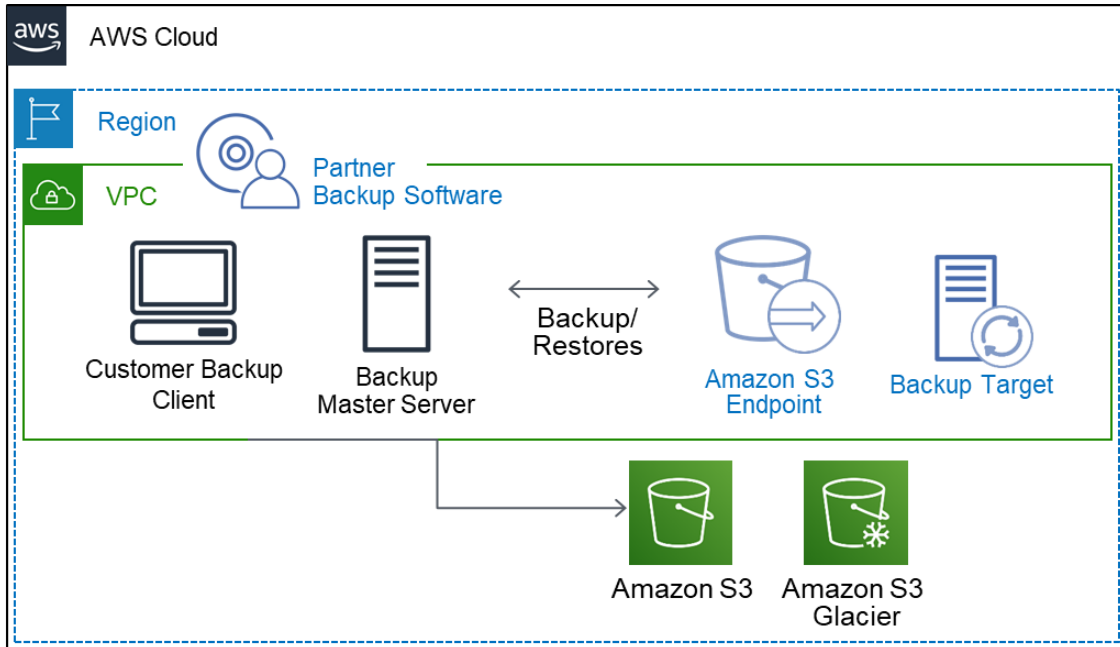 aws
AWS Cloud
Region
Partner
Backup Software
VPC
Customer Backup
Client
Backup
Master Server
Backup/
Restores
Amazon S3
Endpoint
Backup Target
Amazon S3
Amazon S3
Glacier